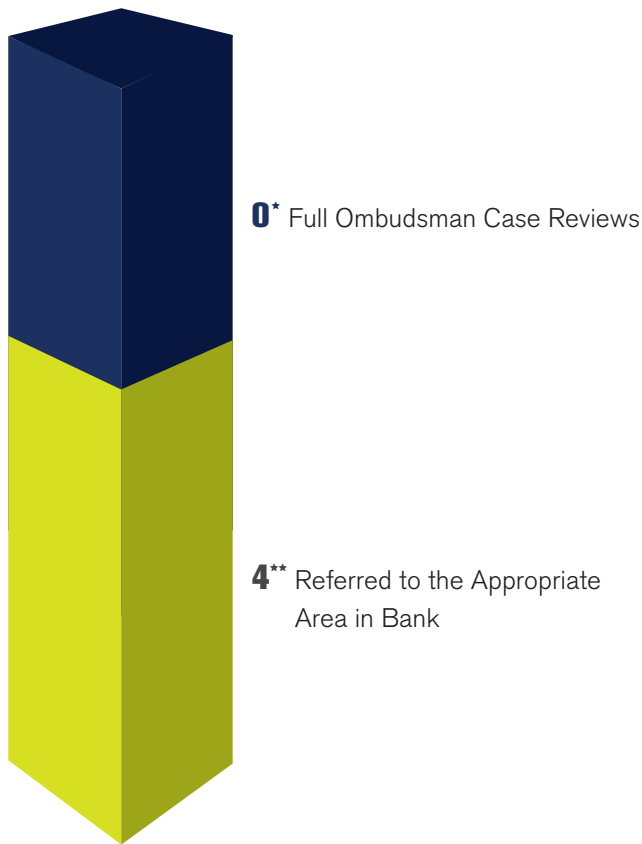 0* Full Ombudsman Case Reviews
4** Referred to the Appropriate
Area in Bank